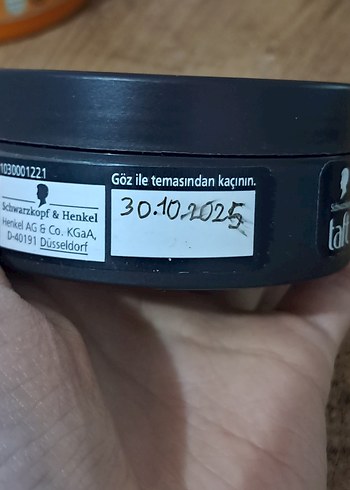 1030001221
Schwarzkopf & Henkel
Henkel AG & Co. KGaA,
D-40191 Düsseldorf
Göz ile temasından kaçının.
30.10.2025
taft